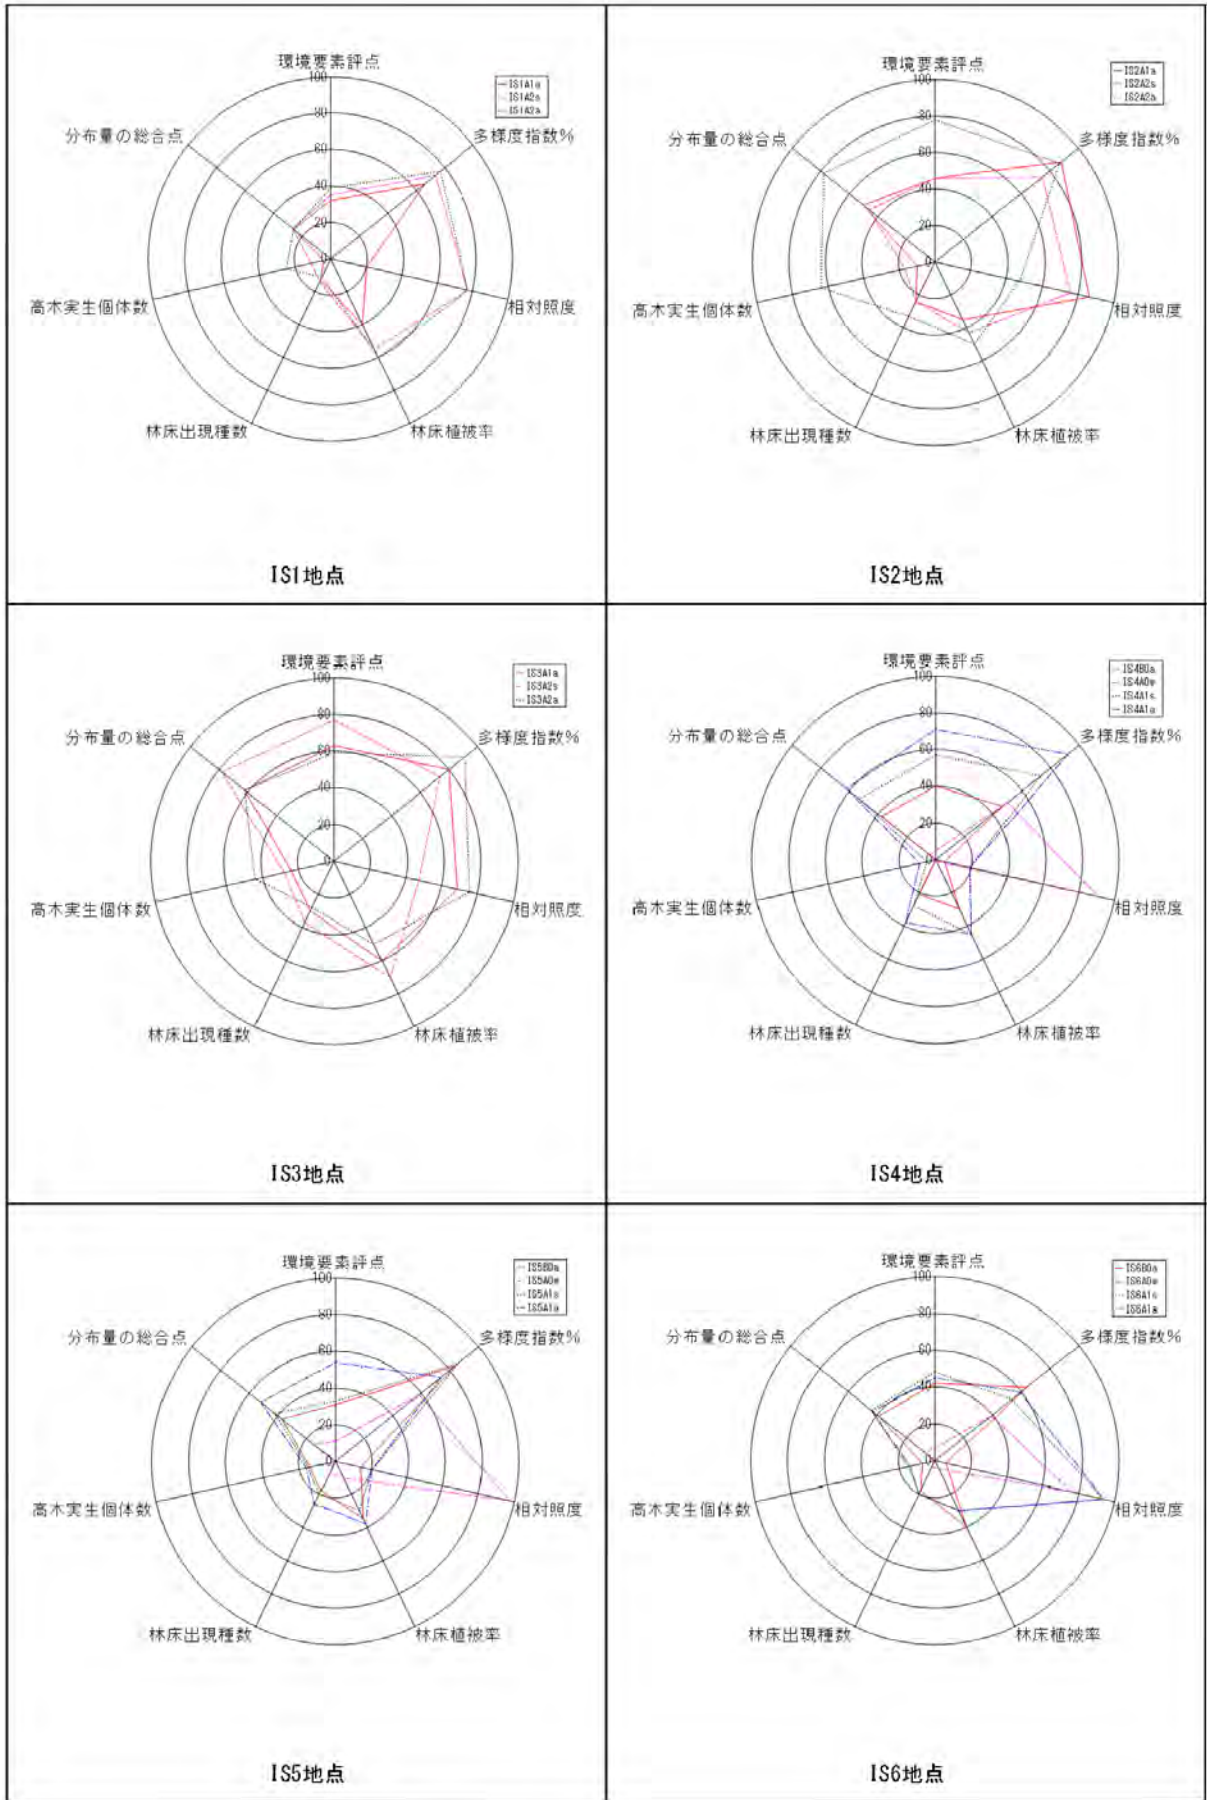 環境要素評点
100
80
60
40
20
0
多様度指数%
相対照度
林床植被率
林床出現種数
高木実生個体数
分布量の総合点
IS1A1a
IS1A2s
IS1A2a
IS1地点
環境要素評点
100
80
60
40
20
0
多様度指数%
相対照度
林床植被率
林床出現種数
高木実生個体数
分布量の総合点
IS2A1a
IS2A2s
IS2A2a
IS2地点
環境要素評点
100
80
60
40
20
0
多様度指数%
相対照度
林床植被率
林床出現種数
高木実生個体数
分布量の総合点
IS3A1a
IS3A2s
IS3A2a
IS3地点
環境要素評点
100
80
60
40
20
0
多様度指数%
相対照度
林床植被率
林床出現種数
高木実生個体数
分布量の総合点
IS4B0a
IS4A0w
IS4A1s
IS4A1a
IS4地点
環境要素評点
100
80
60
40
20
0
多様度指数%
相対照度
林床植被率
林床出現種数
高木実生個体数
分布量の総合点
IS5B0a
IS5A0w
IS5A1s
IS5A1a
IS5地点
環境要素評点
100
80
60
40
20
0
多様度指数%
相対照度
林床植被率
林床出現種数
高木実生個体数
分布量の総合点
IS6B0a
IS6A0w
IS6A1s
IS6A1a
IS6地点